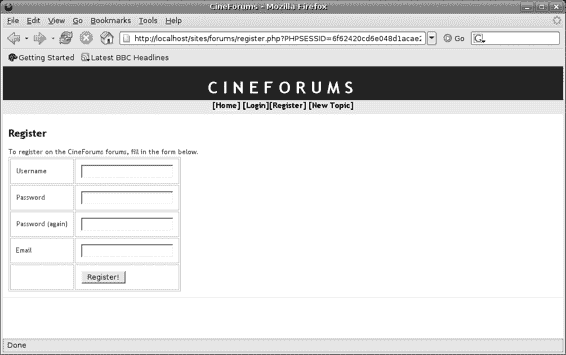 CineForums - Mozilla Firefox
File Edit View Go Bookmarks Tools Help
http://localhost/sites/forums/register.php?PHPSESSID=6f62420cd6e048d1acae2
Go
Getting Started Latest BBC Headlines
CINEFORUMS
[Home] [Login][Register] [New Topic]
Register
To register on the CineForums forums, fill in the form below.
Username
Password
Password (again)
Email
Register!
Done